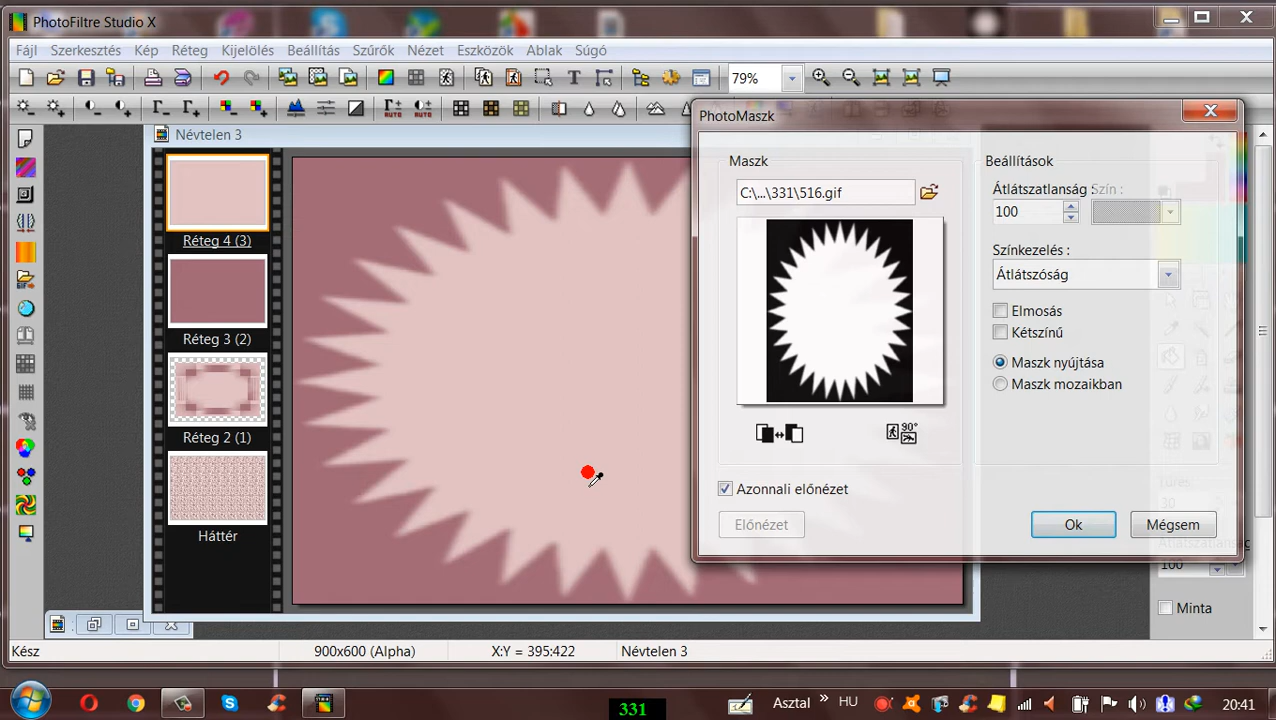 PhotoFiltre Studio X
Fájl Szerkesztés Kép Réteg Kijelölés Beállítás Szűrők Nézet Eszközök Ablak Súgó
79%
Névtelen 3
Réteg 4 (3)
Réteg 3 (2)
Réteg 2 (1)
Háttér
PhotoMaszk
Maszk
C:\...\331\516.gif
Azonnali előnézet
Előnézet
Beállítások
Átlátszatlanság :
Szín :
100
Színkezelés :
Átlátszóság
Elmosás
Kétszínű
Maszk nyújtása
Maszk mozaikban
90°
Ok
Mégsem
30
100
Minta
Kész
900x600 (Alpha)
X:Y = 395:422
Névtelen 3
331
Asztal
»
HU
20:41